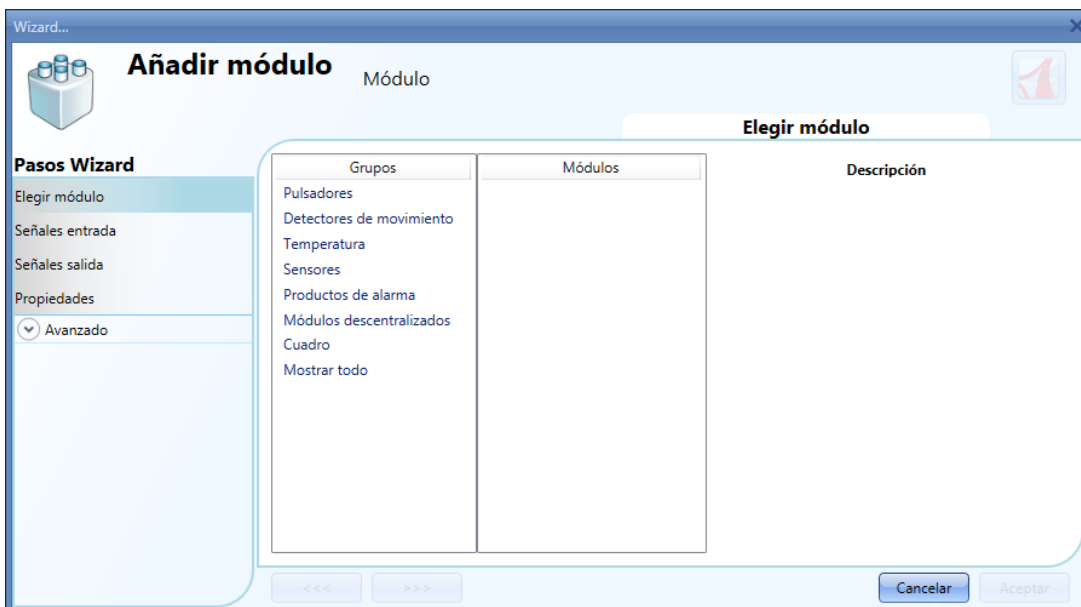 Wizard...
Añadir módulo
Módulo
Elegir módulo
Pasos Wizard
Elegir módulo
Señales entrada
Señales salida
Propiedades
Avanzado
Grupos
Pulsadores
Detectores de movimiento
Temperatura
Sensores
Productos de alarma
Módulos descentralizados
Cuadro
Mostrar todo
Módulos
Descripción
<<<
>>>
Cancelar
Aceptar